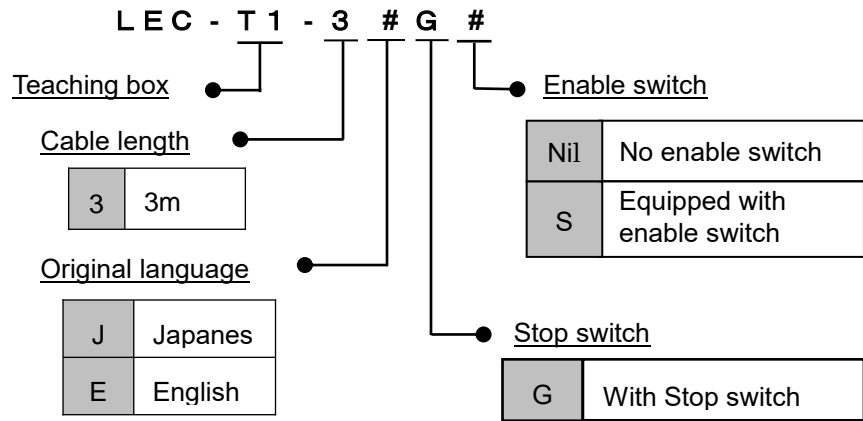 LEC-T1-3#G#
Teaching box
Enable switch
Cable length
Nil No enable switch
3 3m
S Equipped with
enable switch
Original language
J Japanes
Stop switch
E English
G With Stop switch